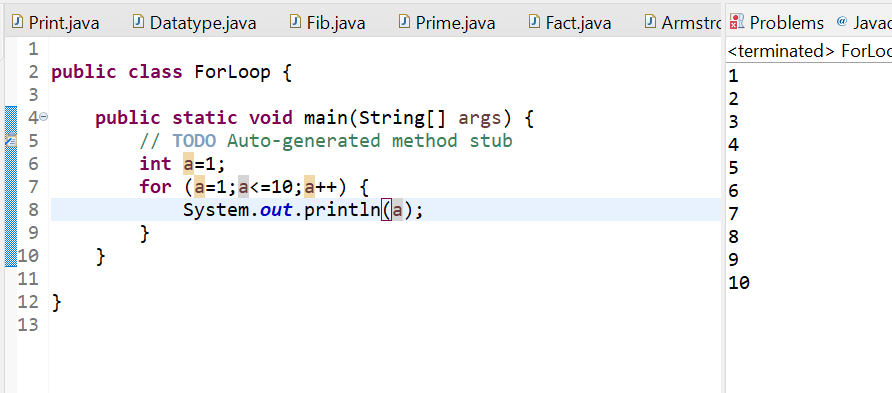 Print.java Datatype.java Fib.java Prime.java Fact.java Armstro
1
2 public class ForLoop {
3
4 public static void main(String[] args) {
5 // TODO Auto-generated method stub
6 int a=1;
7 for (a=1;a<=10;a++) {
8 System.out.println(a);
9 }
10 }
11
12 }
13
Problems @ Javad
<terminated> ForLoo
1
2
3
4
5
6
7
8
9
10